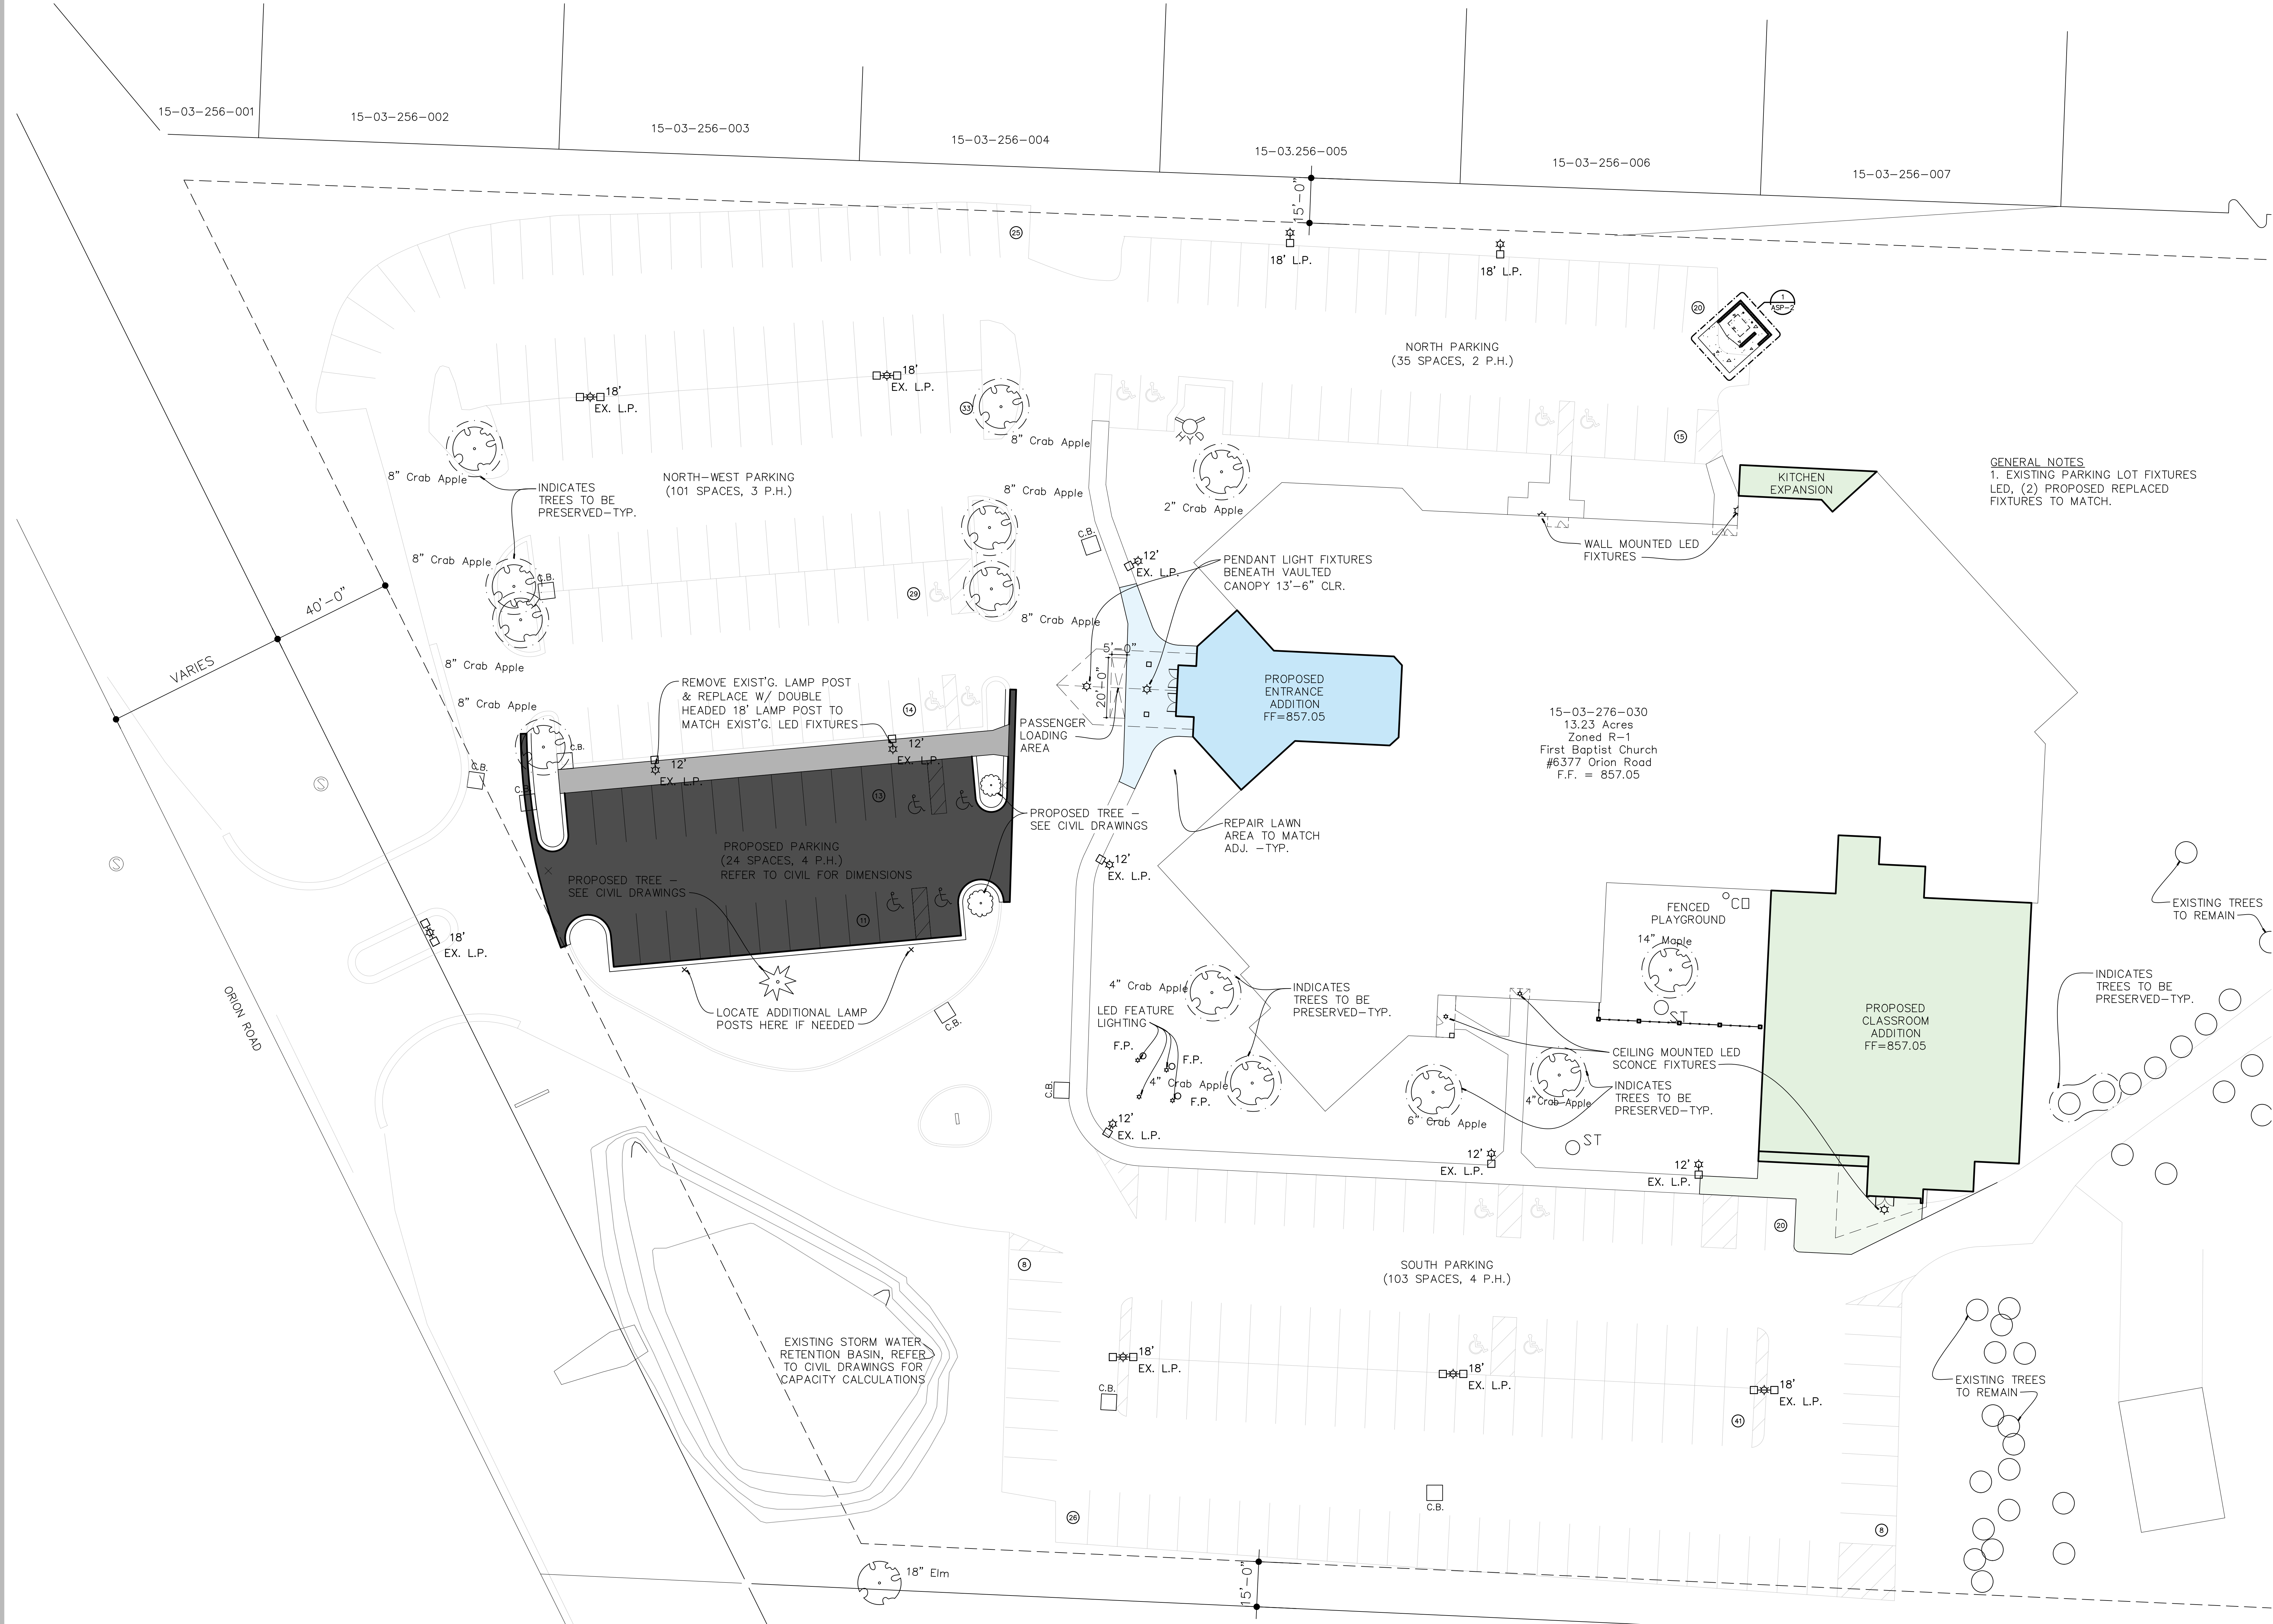 15-03-256-001
15-03-256-002
15-03-256-003
15-03-256-004
15-03.256-005
15-03-256-006
15-03-256-007
15'-0"
25
18' L.P.
18' L.P.
20
1
ASP-2
NORTH PARKING
(35 SPACES, 2 P.H.)
18'
EX. L.P.
18'
EX. L.P.
33
8" Crab Apple
15
GENERAL NOTES
1. EXISTING PARKING LOT FIXTURES
LED, (2) PROPOSED REPLACED
FIXTURES TO MATCH.
KITCHEN
EXPANSION
8" Crab Apple
NORTH-WEST PARKING
(101 SPACES, 3 P.H.)
INDICATES
TREES TO BE
PRESERVED-TYP.
8" Crab Apple
2" Crab Apple
C.B.
WALL MOUNTED LED
FIXTURES
12'
EX. L.P.
PENDANT LIGHT FIXTURES
BENEATH VAULTED
CANOPY 13'-6" CLR.
8" Crab Apple
C.B.
29
40'-0"
8" Crab Apple
VARIES
8" Crab Apple
5'-0"
20'-0"
PROPOSED
ENTRANCE
ADDITION
FF=857.05
REMOVE EXIST'G. LAMP POST
& REPLACE W/ DOUBLE
HEADED 18' LAMP POST TO
MATCH EXIST'G. LED FIXTURES
8" Crab Apple
14
PASSENGER
LOADING
AREA
15-03-276-030
13.23 Acres
Zoned R-1
First Baptist Church
#6377 Orion Road
F.F. = 857.05
C.B.
12'
EX. L.P.
12'
EX. L.P.
C.B.
S
C.B.
13
PROPOSED TREE -
SEE CIVIL DRAWINGS
REPAIR LAWN
AREA TO MATCH
ADJ. -TYP.
PROPOSED PARKING
(24 SPACES, 4 P.H.)
REFER TO CIVIL FOR DIMENSIONS
S
12'
EX. L.P.
PROPOSED TREE -
SEE CIVIL DRAWINGS
11
CO
FENCED
PLAYGROUND
14" Maple
EXISTING TREES
TO REMAIN
18'
EX. L.P.
ORION ROAD
LOCATE ADDITIONAL LAMP
POSTS HERE IF NEEDED
C.B.
4" Crab Apple
INDICATES
TREES TO BE
PRESERVED-TYP.
INDICATES
TREES TO BE
PRESERVED-TYP.
LED FEATURE
LIGHTING
ST
PROPOSED
CLASSROOM
ADDITION
FF=857.05
F.P.
F.P.
4" Crab Apple
F.P.
CEILING MOUNTED LED
SCONCE FIXTURES
INDICATES
TREES TO BE
PRESERVED-TYP.
C.B.
4" Crab Apple
6" Crab Apple
12'
EX. L.P.
ST
12'
EX. L.P.
12'
EX. L.P.
20
8
SOUTH PARKING
(103 SPACES, 4 P.H.)
EXISTING STORM WATER
RETENTION BASIN, REFER
TO CIVIL DRAWINGS FOR
CAPACITY CALCULATIONS
18'
EX. L.P.
18'
EX. L.P.
18'
EX. L.P.
C.B.
EXISTING TREES
TO REMAIN
41
C.B.
26
8
18" Elm
15'-0"